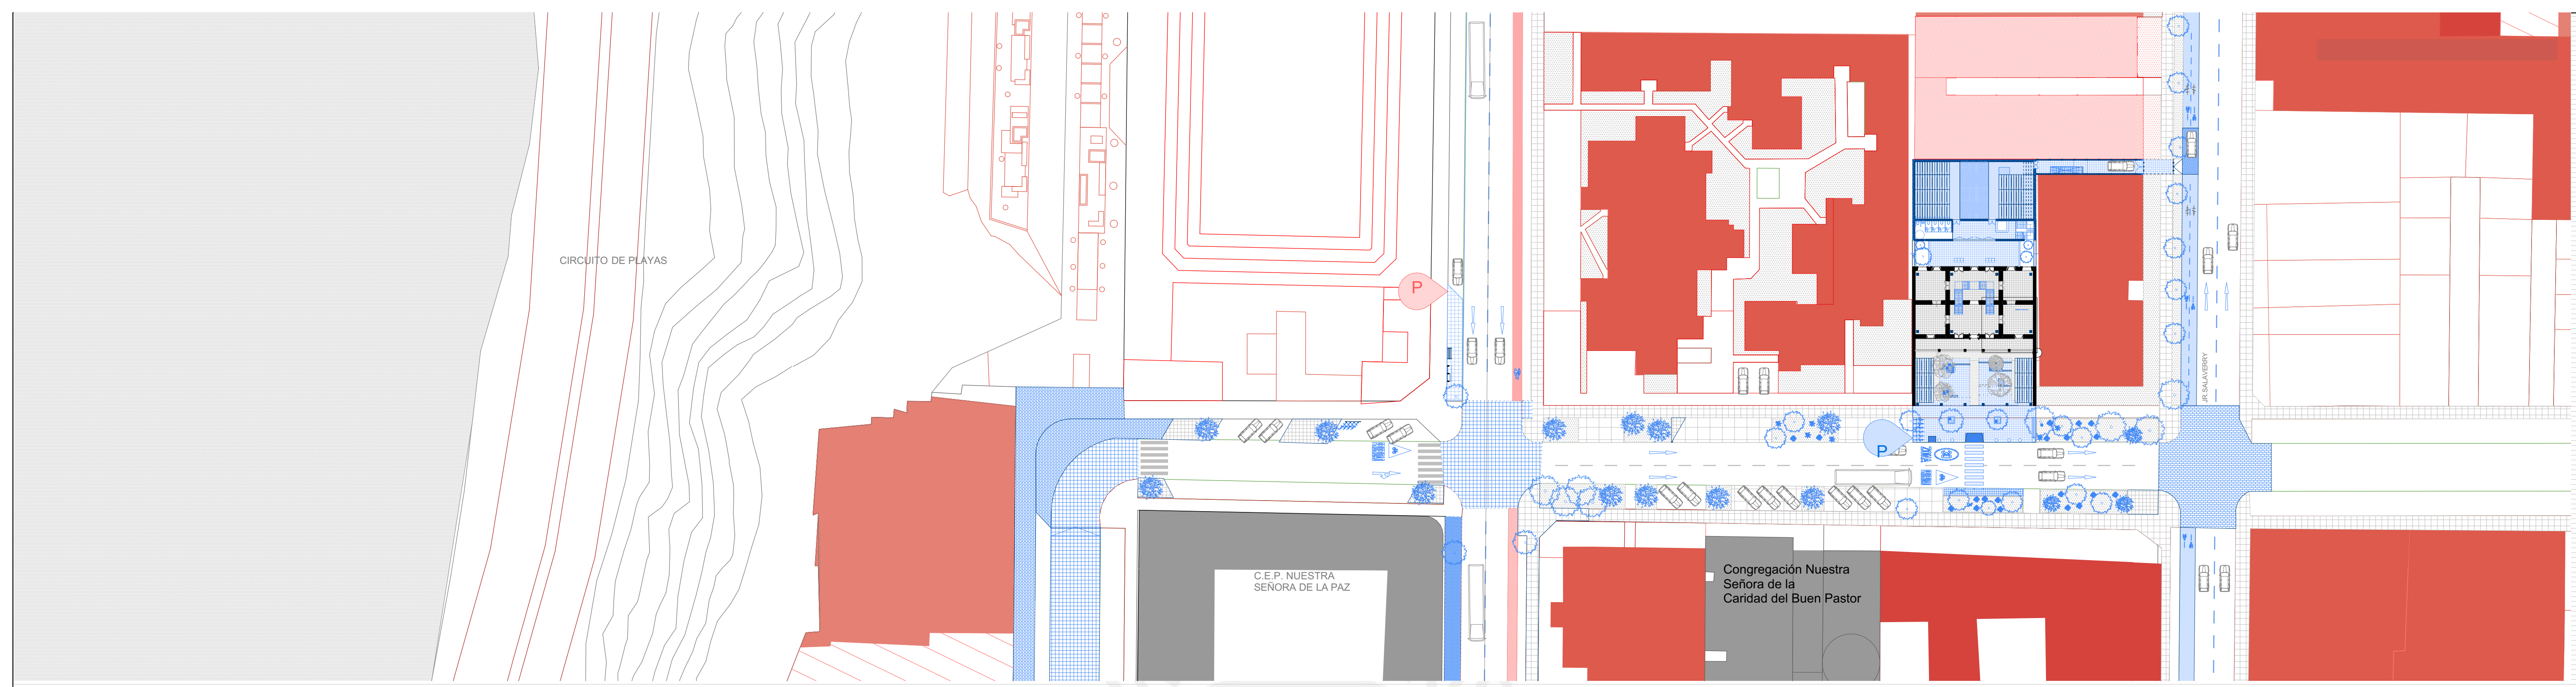 CIRCUITO DE PLAYAS
P
JR.SALAVERRY
P
C.E.P. NUESTRA
SEÑORA DE LA PAZ
Congregación Nuestra
Señora de la
Caridad del Buen Pastor